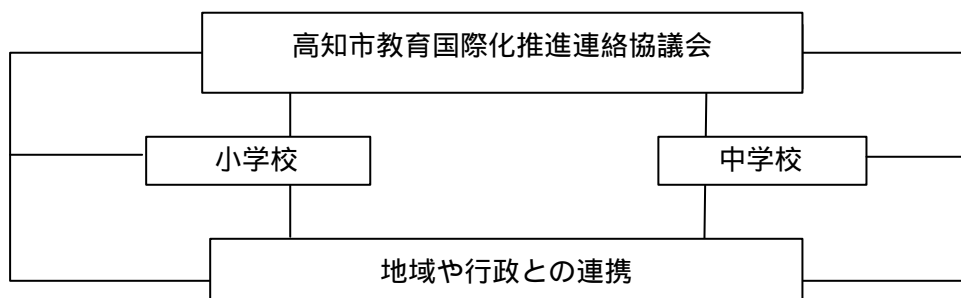 高知市教育国際化推進連絡協議会
小学校
中学校
地域や行政との連携